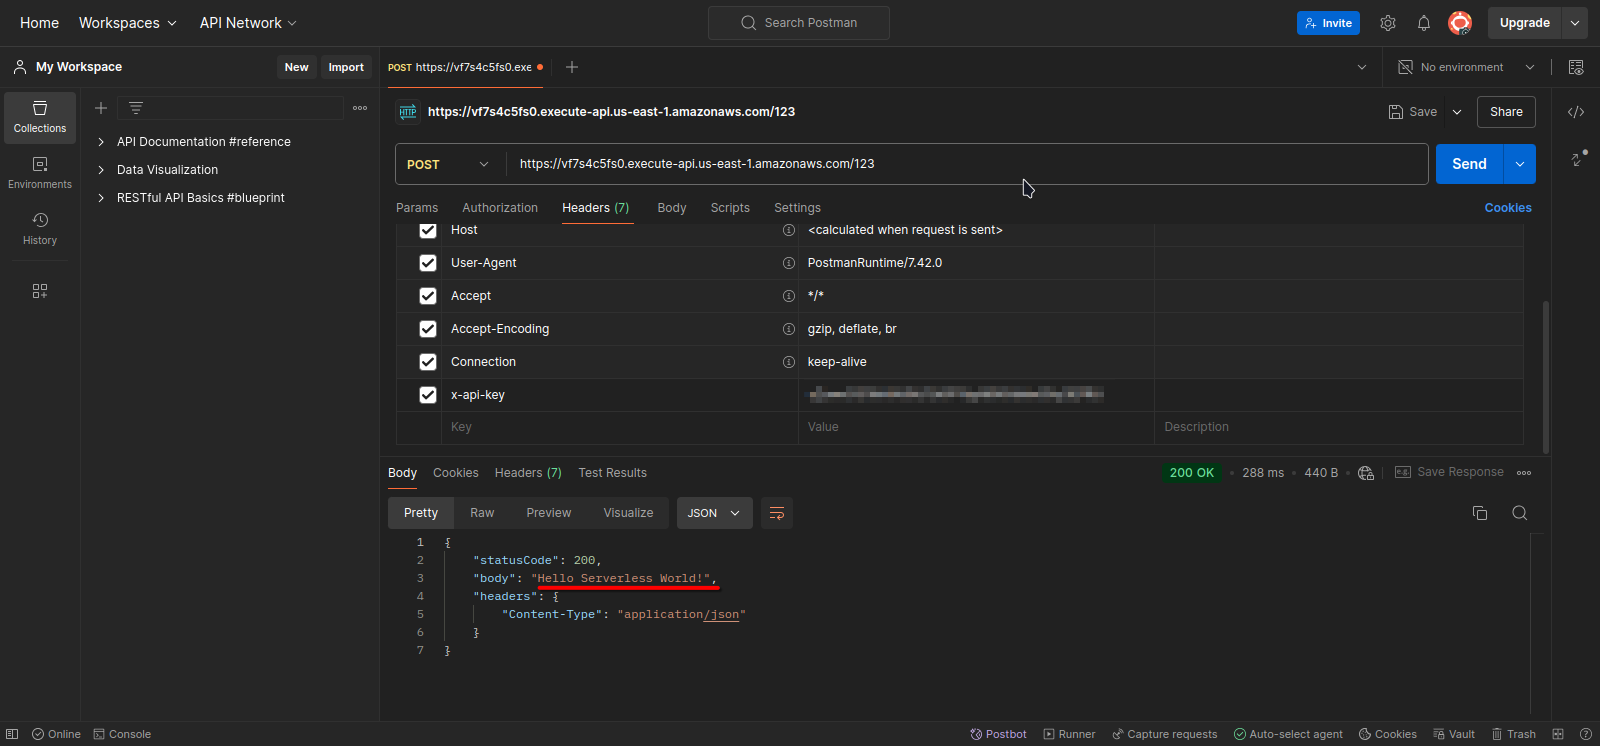 Home Workspaces API Network Search Postman Invite Upgrade
My Workspace New Import POST https://vf7s4c5fs0.exe No environment
Collections
Environments
History
API Documentation #reference
Data Visualization
RESTful API Basics #blueprint
HTTP https://vf7s4c5fs0.execute-api.us-east-1.amazonaws.com/123 Save Share
POST https://vf7s4c5fs0.execute-api.us-east-1.amazonaws.com/123 Send
Params Authorization Headers (7) Body Scripts Settings Cookies
Host <calculated when request is sent>
User-Agent PostmanRuntime/7.42.0
Accept */*
Accept-Encoding gzip, deflate, br
Connection keep-alive
x-api-key
Key Value Description
Body Cookies Headers (7) Test Results 200 OK 288 ms 440 B e.g. Save Response
Pretty Raw Preview Visualize JSON
1 {
2 "statusCode": 200,
3 "body": "Hello Serverless World!",
4 "headers": {
5 "Content-Type": "application/json"
6 }
7 }
Online Console Postbot Runner Capture requests Auto-select agent Cookies Vault Trash